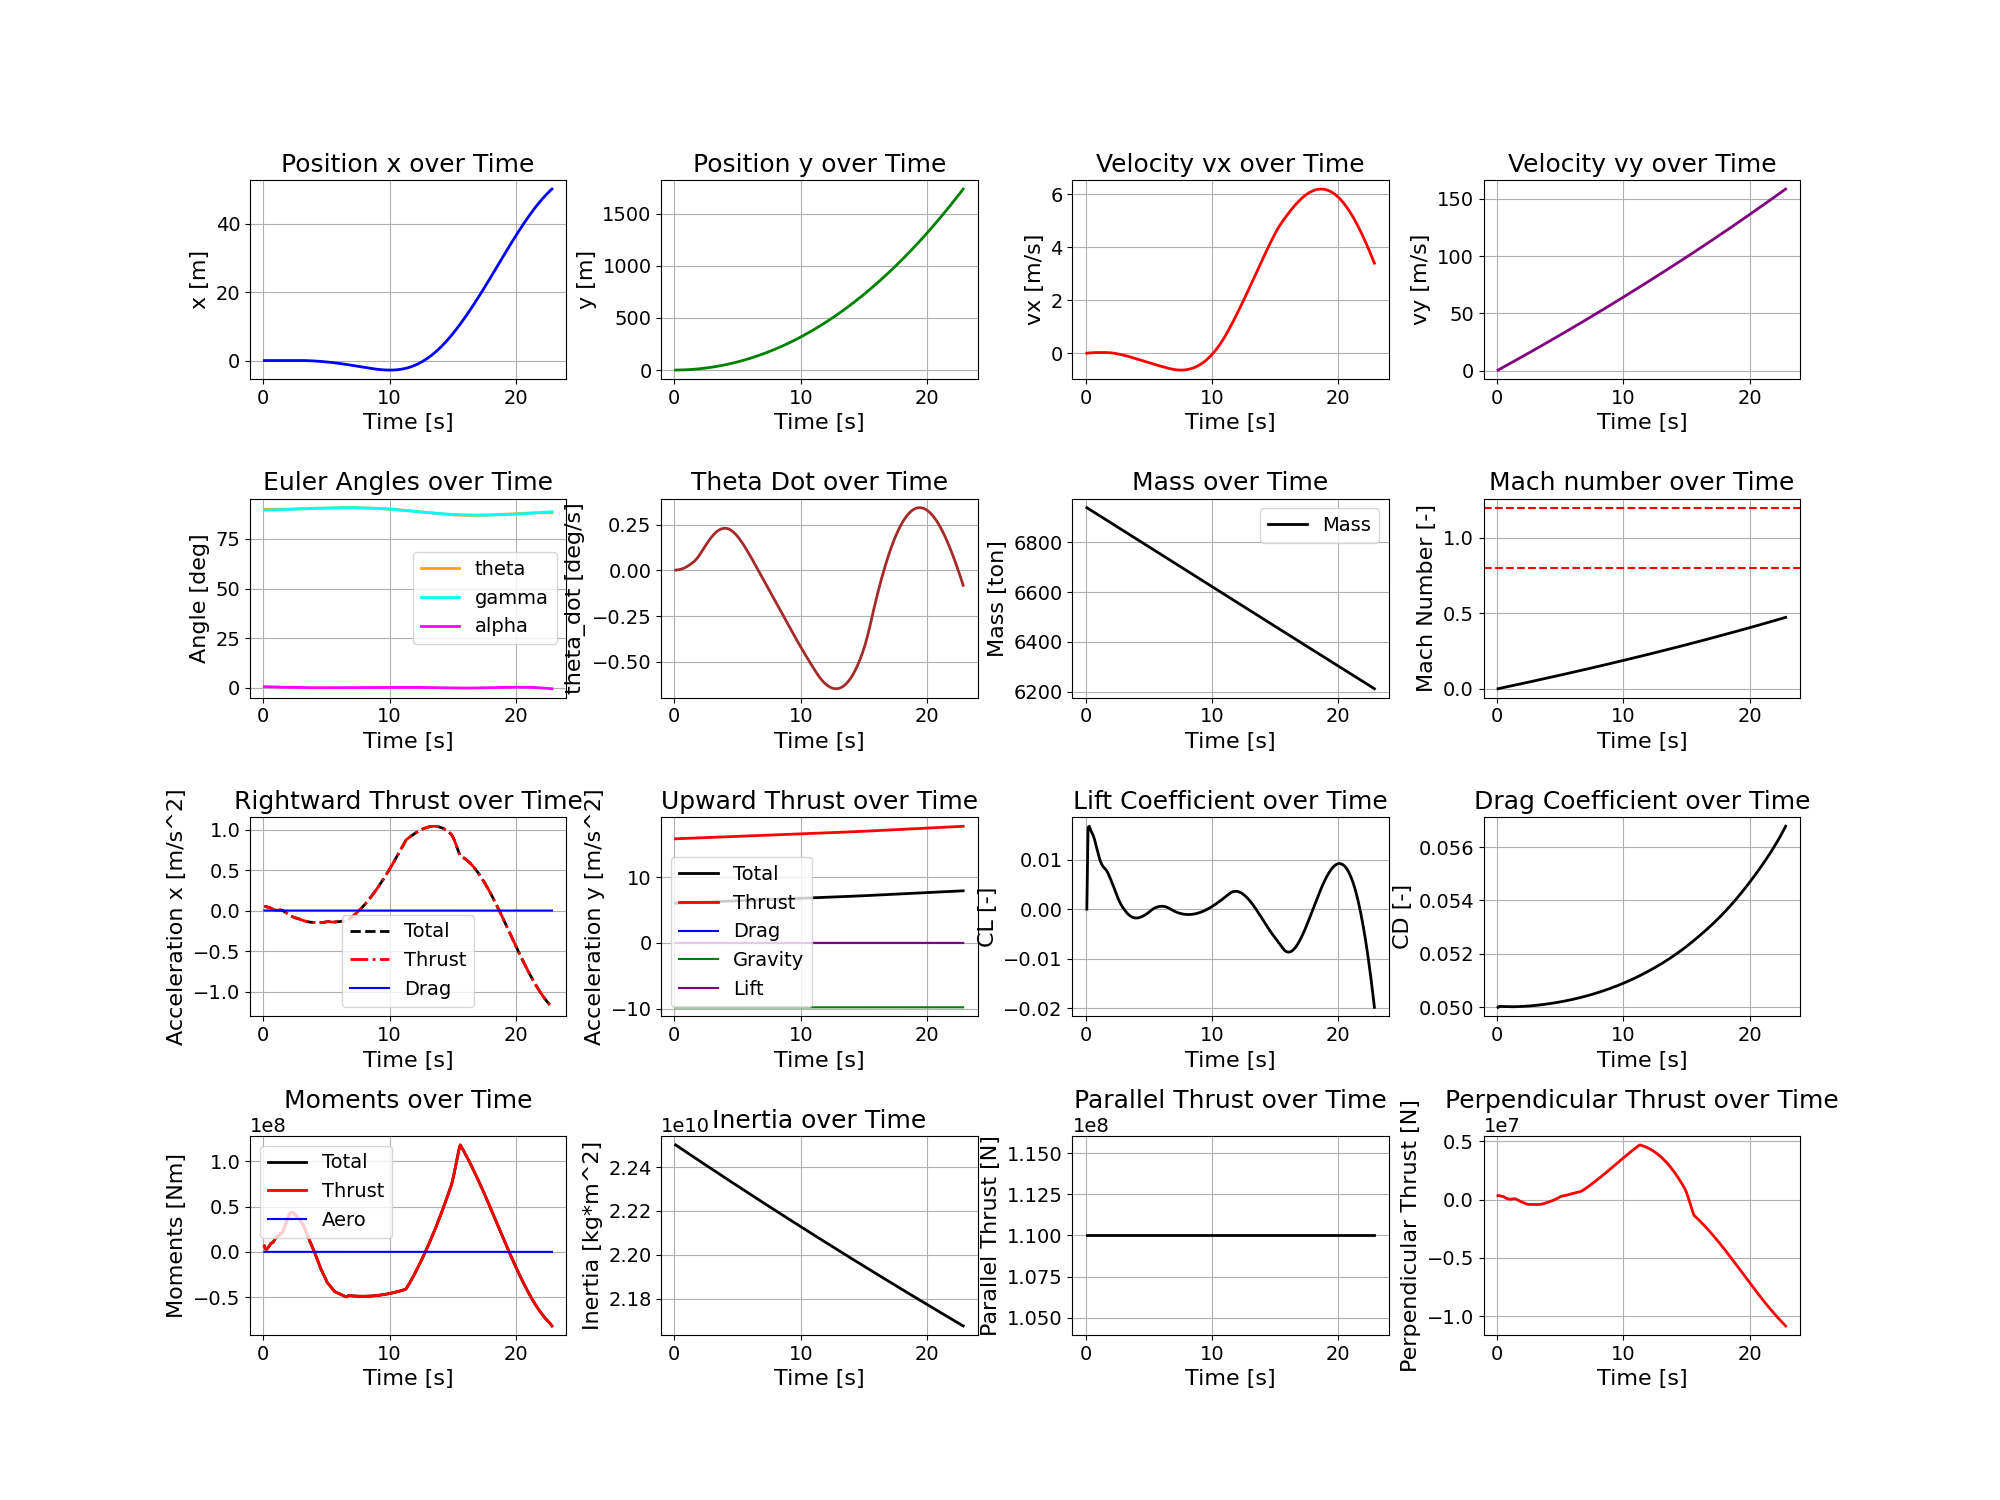 Position x over Time
x [m]
40
20
0
0 10 20
Time [s]
Position y over Time
y [m]
1500
1000
500
0
0 10 20
Time [s]
Velocity vx over Time
vx [m/s]
6
4
2
0
0 10 20
Time [s]
Velocity vy over Time
vy [m/s]
150
100
50
0
0 10 20
Time [s]
Euler Angles over Time
Angle [deg]
75
50
25
0
theta
gamma
alpha
0 10 20
Time [s]
Theta Dot over Time
theta_dot [deg/s]
0.25
0.00
−0.25
−0.50
0 10 20
Time [s]
Mass over Time
Mass [ton]
6800
6600
6400
6200
Mass
0 10 20
Time [s]
Mach number over Time
Mach Number [-]
1.0
0.5
0.0
0 10 20
Time [s]
Rightward Thrust over Time
Acceleration x [m/s^2]
1.0
0.5
0.0
−0.5
−1.0
Total
Thrust
Drag
0 10 20
Time [s]
Upward Thrust over Time
Acceleration y [m/s^2]
10
0
−10
Total
Thrust
Drag
Gravity
Lift
0 10 20
Time [s]
Lift Coefficient over Time
CL [-]
0.01
0.00
−0.01
−0.02
0 10 20
Time [s]
Drag Coefficient over Time
CD [-]
0.056
0.054
0.052
0.050
0 10 20
Time [s]
Moments over Time
1e8
Moments [Nm]
1.0
0.5
0.0
−0.5
Total
Thrust
Aero
0 10 20
Time [s]
Inertia over Time
1e10
Inertia [kg*m^2]
2.24
2.22
2.20
2.18
0 10 20
Time [s]
Parallel Thrust over Time
1e8
Parallel Thrust [N]
1.150
1.125
1.100
1.075
1.050
0 10 20
Time [s]
Perpendicular Thrust over Time
1e7
Perpendicular Thrust [N]
0.5
0.0
−0.5
−1.0
0 10 20
Time [s]